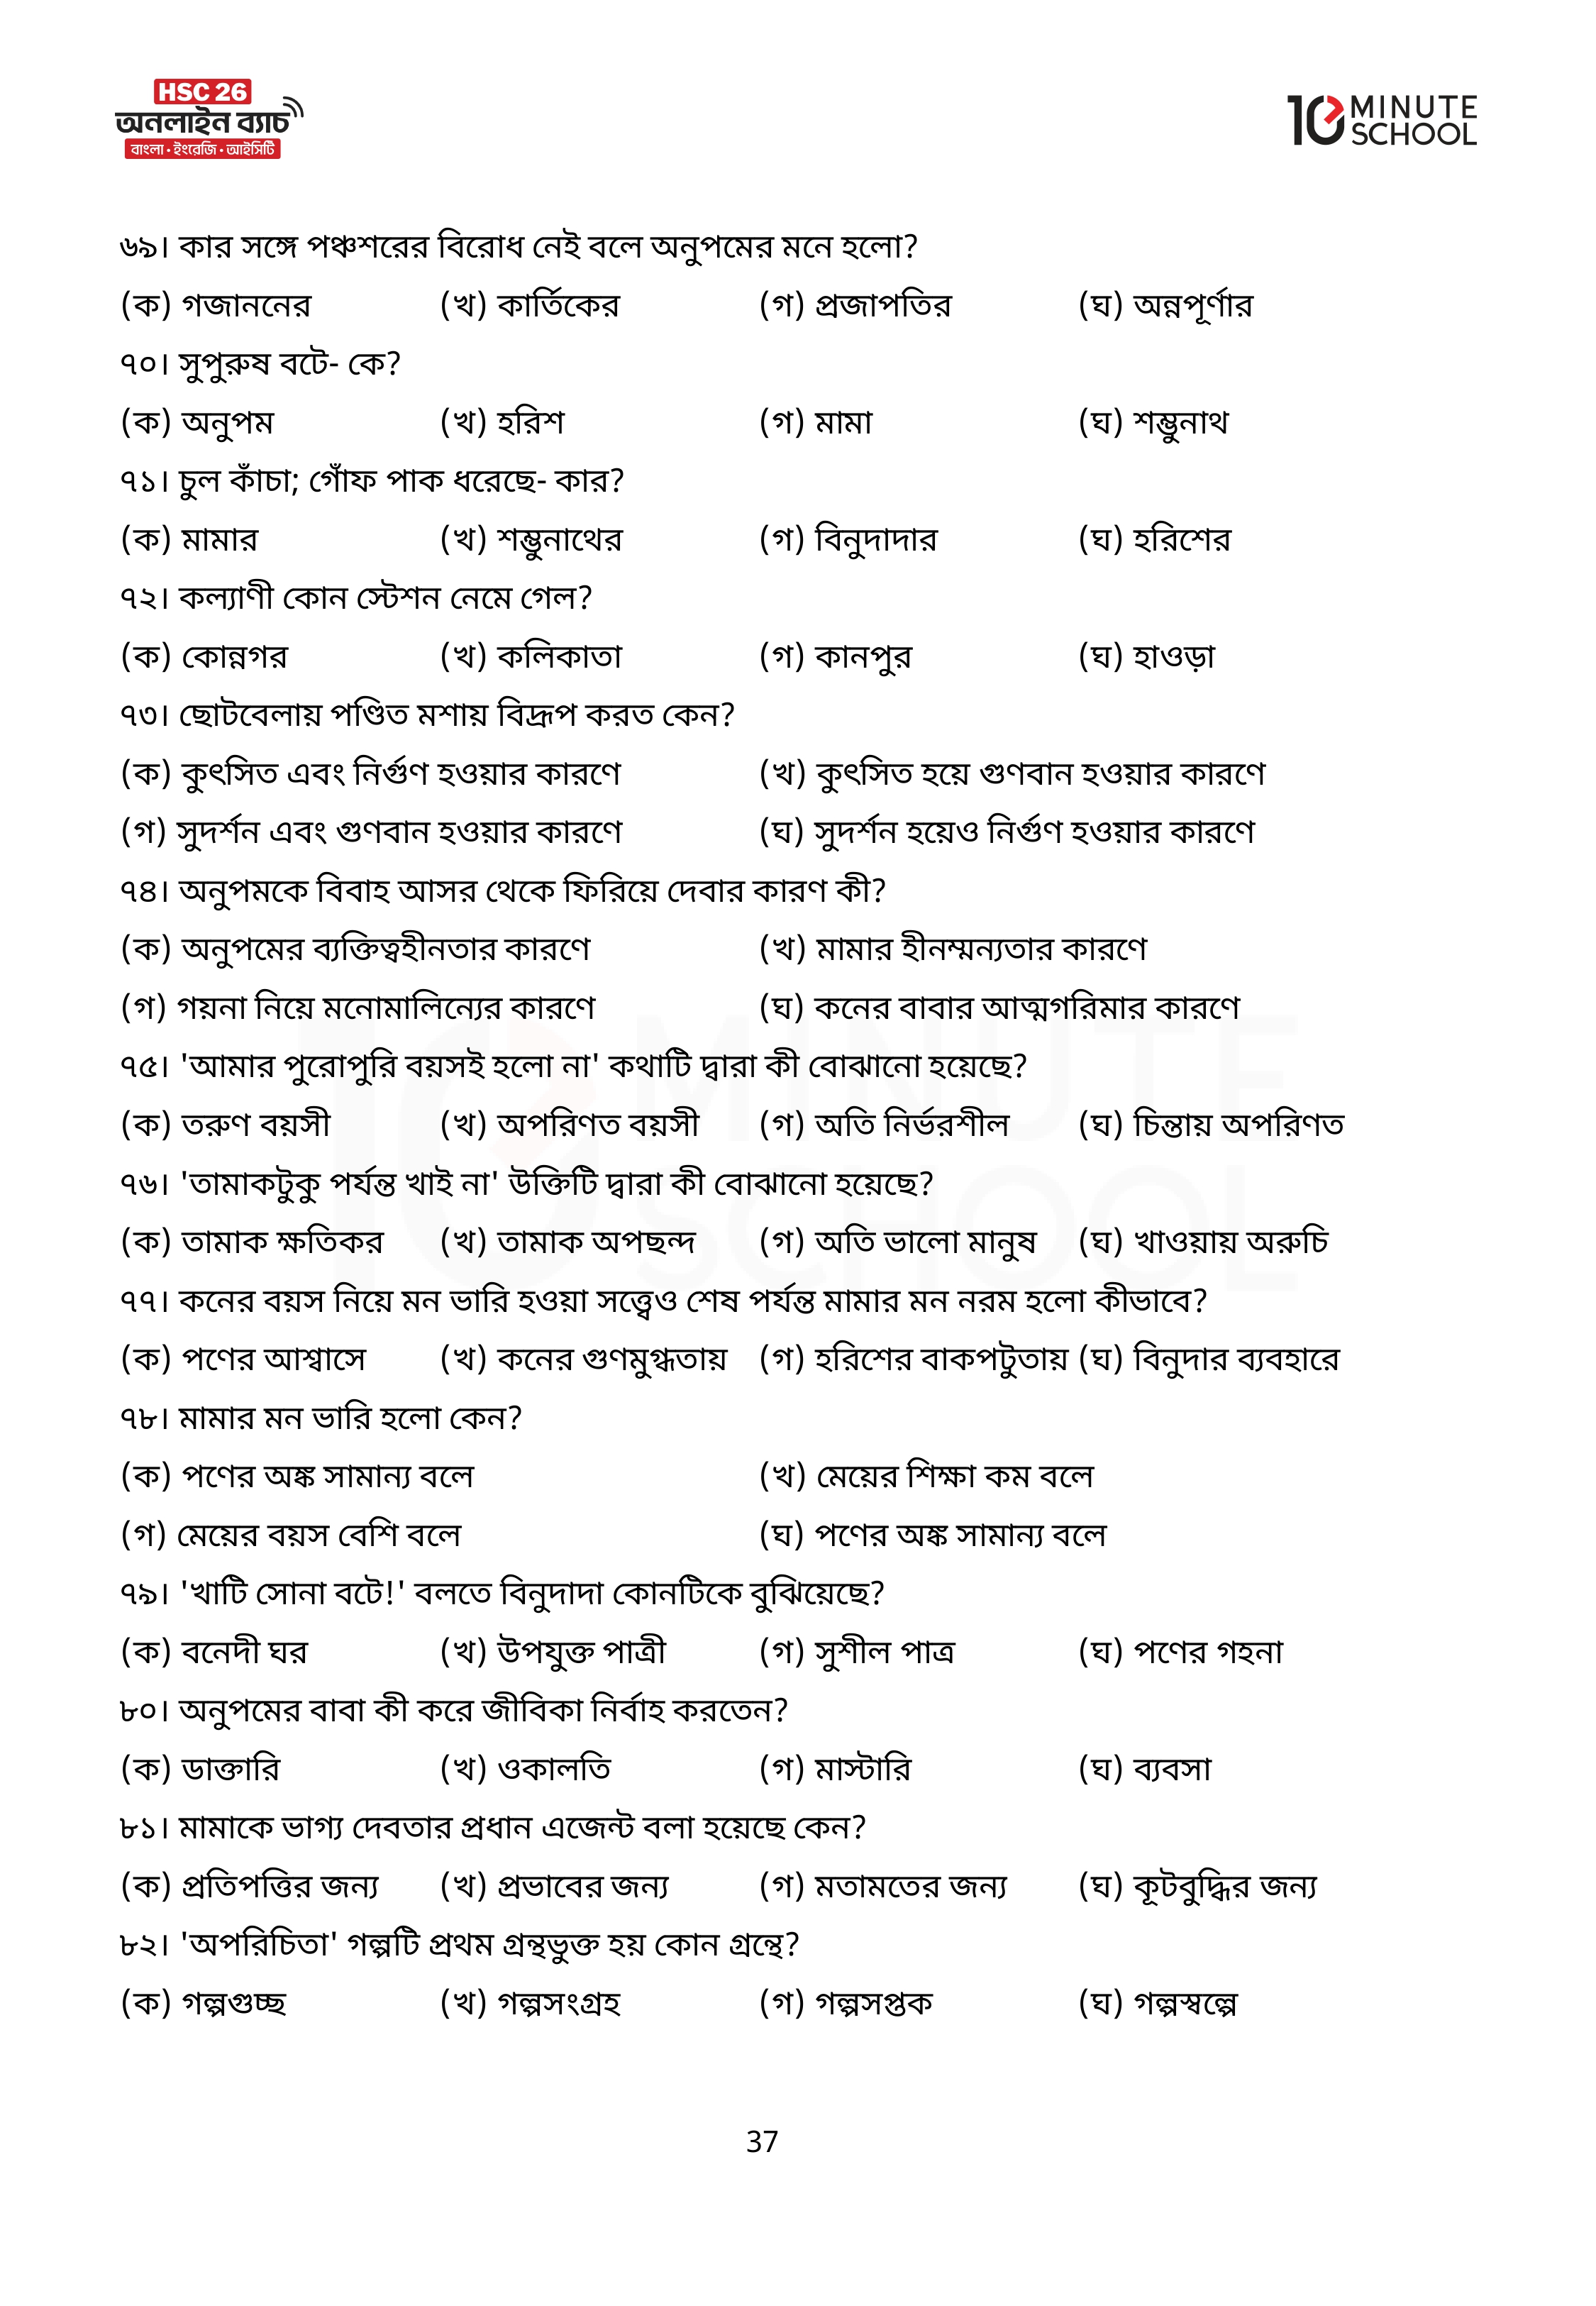 HSC 26
অনলাইন ব্যাচ
বাংলা • ইংরেজি • আইসিটি
10 MINUTE SCHOOL
৬৯। কার সঙ্গে পঞ্চশরের বিরোধ নেই বলে অনুপমের মনে হলো?
(ক) গজাননের (খ) কার্তিকের (গ) প্রজাপতির (ঘ) অন্নপূর্ণার
৭০। সুপুরুষ বটে- কে?
(ক) অনুপম (খ) হরিশ (গ) মামা (ঘ) শম্ভুনাথ
৭১। চুল কাঁচা; গোঁফ পাক ধরেছে- কার?
(ক) মামার (খ) শম্ভুনাথের (গ) বিনুদাদার (ঘ) হরিশের
৭২। কল্যাণী কোন স্টেশন নেমে গেল?
(ক) কোন্নগর (খ) কলিকাতা (গ) কানপুর (ঘ) হাওড়া
৭৩। ছোটবেলায় পণ্ডিত মশায় বিদ্রূপ করত কেন?
(ক) কুৎসিত এবং নির্গুণ হওয়ার কারণে (খ) কুৎসিত হয়ে গুণবান হওয়ার কারণে
(গ) সুদর্শন এবং গুণবান হওয়ার কারণে (ঘ) সুদর্শন হয়েও নির্গুণ হওয়ার কারণে
৭৪। অনুপমকে বিবাহ আসর থেকে ফিরিয়ে দেবার কারণ কী?
(ক) অনুপমের ব্যক্তিত্বহীনতার কারণে (খ) মামার হীনম্মন্যতার কারণে
(গ) গয়না নিয়ে মনোমালিন্যের কারণে (ঘ) কনের বাবার আত্মগরিমার কারণে
৭৫। 'আমার পুরোপুরি বয়সই হলো না' কথাটি দ্বারা কী বোঝানো হয়েছে?
(ক) তরুণ বয়সী (খ) অপরিণত বয়সী (গ) অতি নির্ভরশীল (ঘ) চিন্তায় অপরিণত
৭৬। 'তামাকটুকু পর্যন্ত খাই না' উক্তিটি দ্বারা কী বোঝানো হয়েছে?
(ক) তামাক ক্ষতিকর (খ) তামাক অপছন্দ (গ) অতি ভালো মানুষ (ঘ) খাওয়ায় অরুচি
৭৭। কনের বয়স নিয়ে মন ভারি হওয়া সত্ত্বেও শেষ পর্যন্ত মামার মন নরম হলো কীভাবে?
(ক) পণের আশ্বাসে (খ) কনের গুণমুগ্ধতায় (গ) হরিশের বাকপটুতায় (ঘ) বিনুদার ব্যবহারে
৭৮। মামার মন ভারি হলো কেন?
(ক) পণের অঙ্ক সামান্য বলে (খ) মেয়ের শিক্ষা কম বলে
(গ) মেয়ের বয়স বেশি বলে (ঘ) পণের অঙ্ক সামান্য বলে
৭৯। 'খাটি সোনা বটে!' বলতে বিনুদাদা কোনটিকে বুঝিয়েছে?
(ক) বনেদী ঘর (খ) উপযুক্ত পাত্রী (গ) সুশীল পাত্র (ঘ) পণের গহনা
৮০। অনুপমের বাবা কী করে জীবিকা নির্বাহ করতেন?
(ক) ডাক্তারি (খ) ওকালতি (গ) মাস্টারি (ঘ) ব্যবসা
৮১। মামাকে ভাগ্য দেবতার প্রধান এজেন্ট বলা হয়েছে কেন?
(ক) প্রতিপত্তির জন্য (খ) প্রভাবের জন্য (গ) মতামতের জন্য (ঘ) কূটবুদ্ধির জন্য
৮২। 'অপরিচিতা' গল্পটি প্রথম গ্রন্থভুক্ত হয় কোন গ্রন্থে?
(ক) গল্পগুচ্ছ (খ) গল্পসংগ্রহ (গ) গল্পসপ্তক (ঘ) গল্পস্বল্পে
37